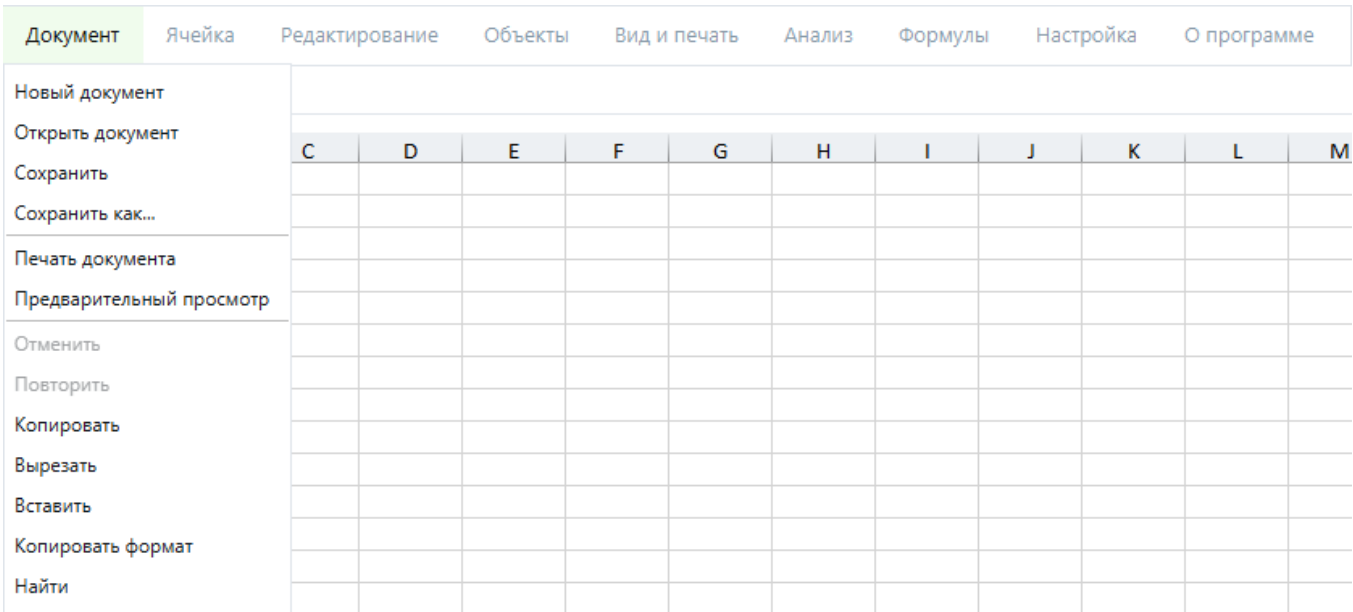 Документ Ячейка Редактирование Объекты Вид и печать Анализ Формулы Настройка О программе
Новый документ
Открыть документ
C D E F G H I J K L M
Сохранить
Сохранить как...
Печать документа
Предварительный просмотр
Отменить
Повторить
Копировать
Вырезать
Вставить
Копировать формат
Найти